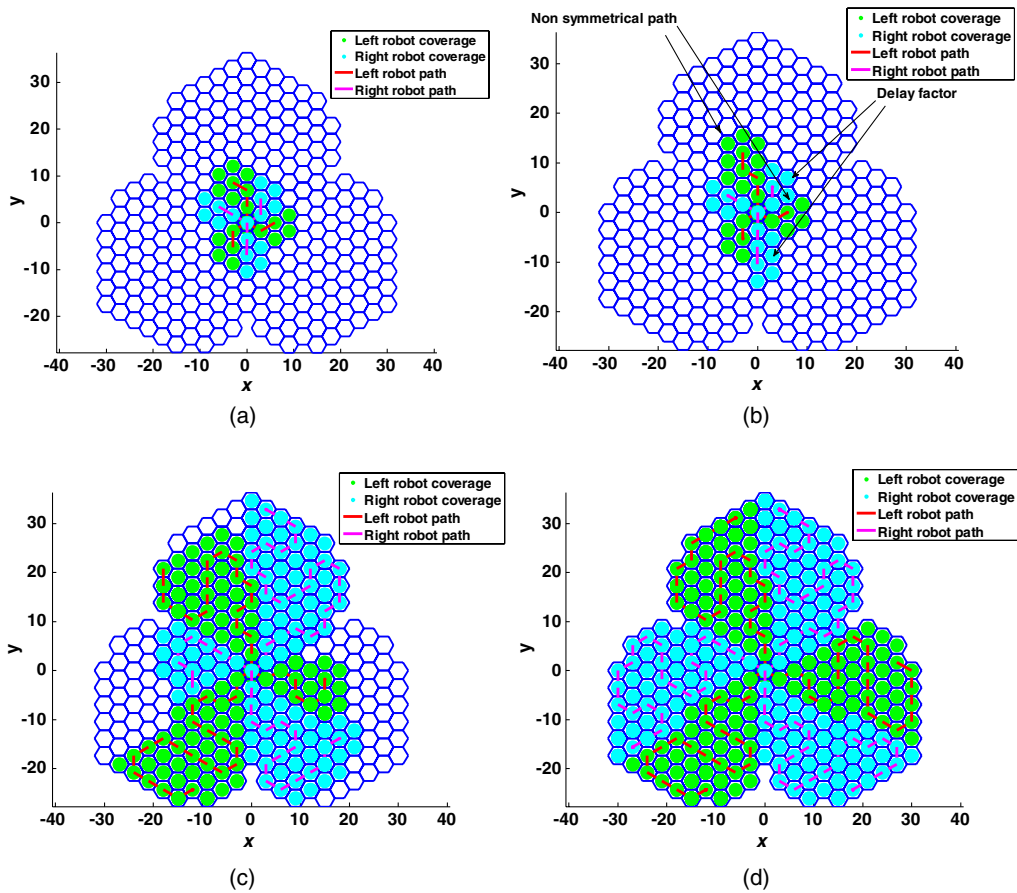 Left robot coverage
Right robot coverage
Left robot path
Right robot path
30
20
10
0
-10
-20
y
-40 -30 -20 -10 0 10 20 30 40
x
(a)
Non symmetrical path
Left robot coverage
Right robot coverage
Left robot path
Right robot path
Delay factor
30
20
10
0
-10
-20
y
-40 -30 -20 -10 0 10 20 30 40
x
(b)
Left robot coverage
Right robot coverage
Left robot path
Right robot path
30
20
10
0
-10
-20
y
-40 -30 -20 -10 0 10 20 30 40
x
(c)
Left robot coverage
Right robot coverage
Left robot path
Right robot path
30
20
10
0
-10
-20
y
-40 -30 -20 -10 0 10 20 30 40
x
(d)